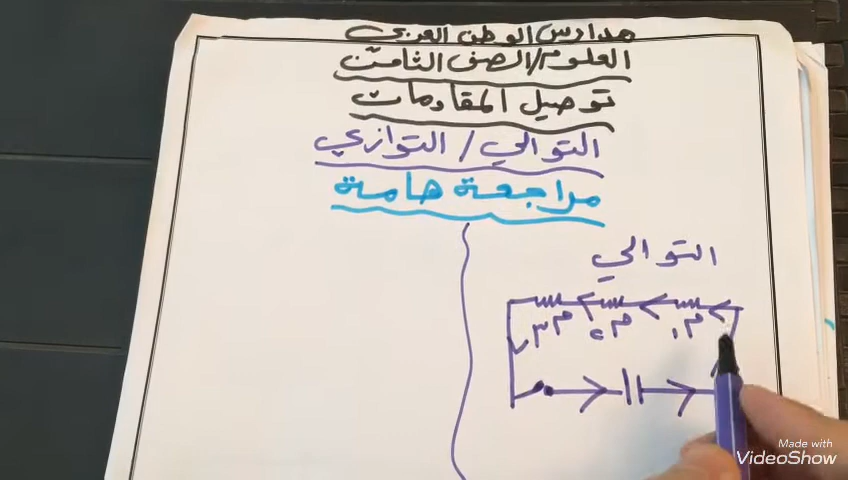 مدارس الوطن العربي
العلوم/الصف الثامن
توصيل المقاومات
التوالي / التوازي
مراجعة هامة
التوالي
م١ م٢ م٣
Made with
VideoShow